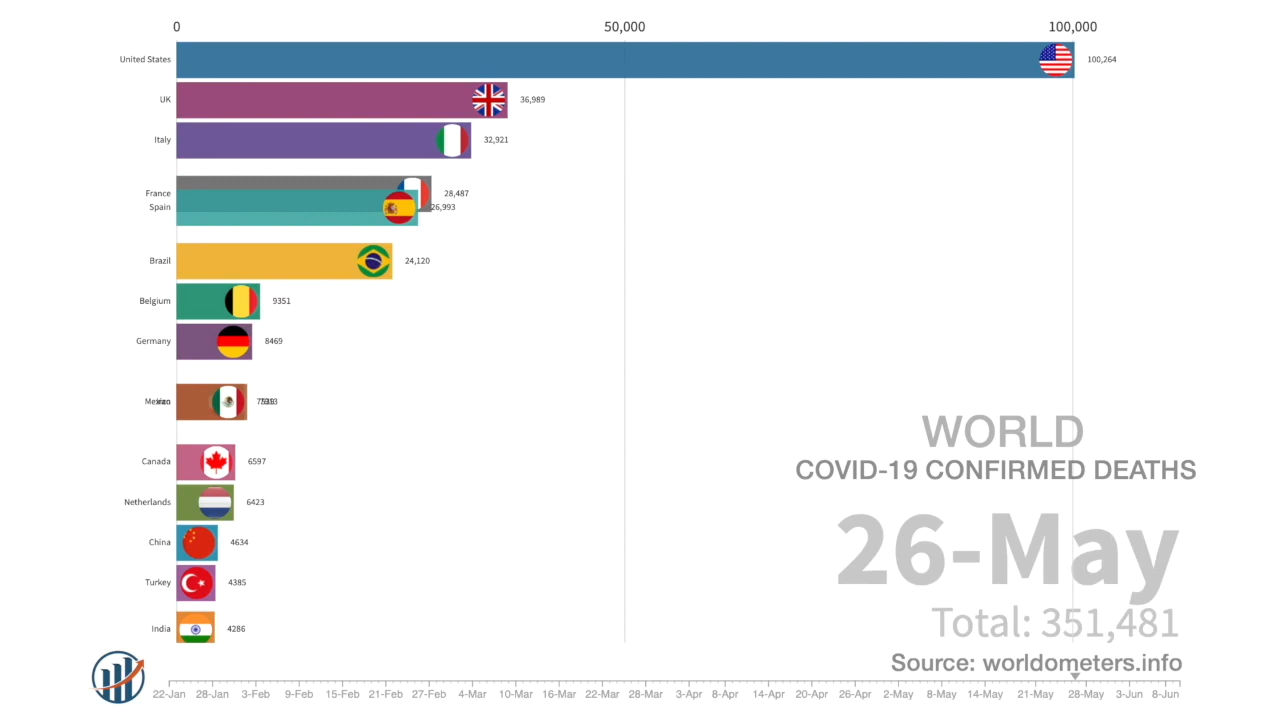 0 50,000 100,000
United States 100,264
UK 36,989
Italy 32,921
France 28,487
Spain 26,993
Brazil 24,120
Belgium 9351
Germany 8469
Canada 6597
Netherlands 6423
China 4634
Turkey 4385
India 4286
WORLD
COVID-19 CONFIRMED DEATHS
26-May
Total: 351,481
Source: worldometers.info
22-Jan 28-Jan 3-Feb 9-Feb 15-Feb 21-Feb 27-Feb 4-Mar 10-Mar 16-Mar 22-Mar 28-Mar 3-Apr 8-Apr 14-Apr 20-Apr 26-Apr 2-May 8-May 14-May 21-May 28-May 3-Jun 8-Jun